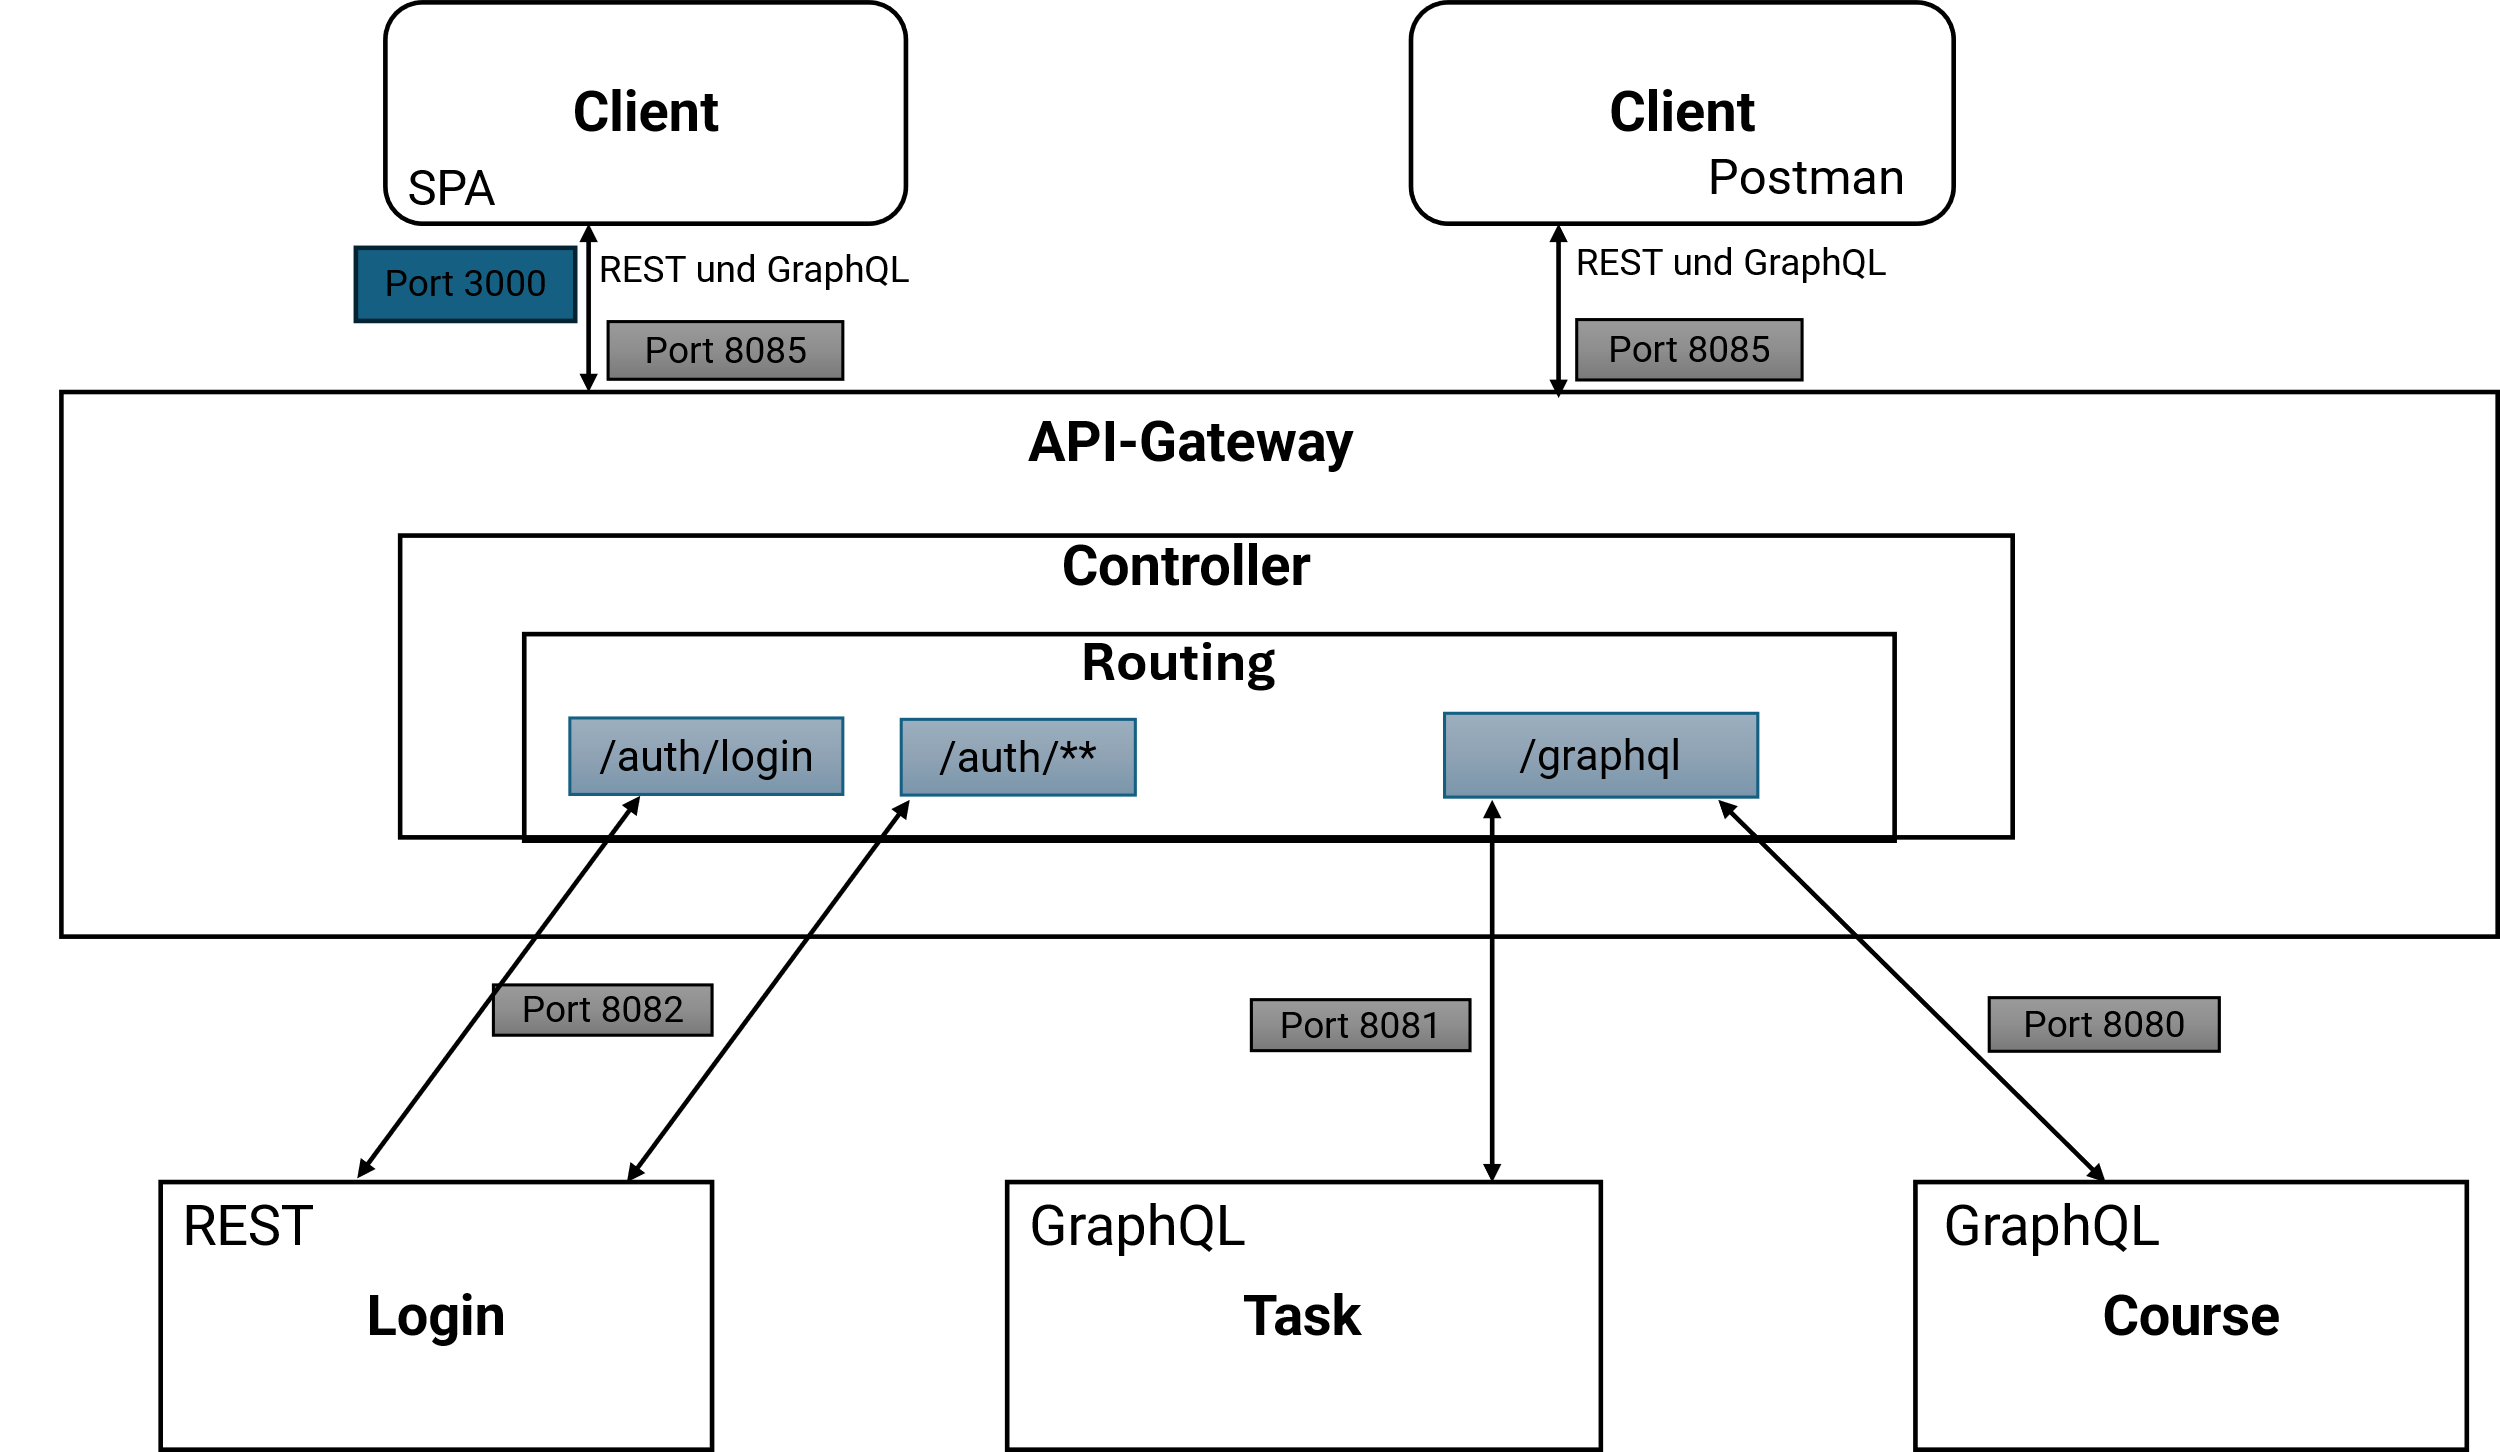 Client
SPA
Client
Postman
Port 3000
REST und GraphQL
Port 8085
REST und GraphQL
Port 8085
API-Gateway
Controller
Routing
/auth/login
/auth/**
/graphql
Port 8082
Port 8081
Port 8080
REST
Login
GraphQL
Task
GraphQL
Course